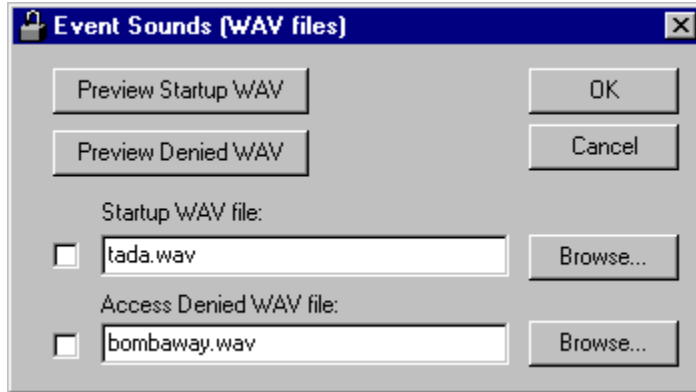 Event Sounds (WAV files)
Preview Startup WAV
OK
Preview Denied WAV
Cancel
Startup WAV file:
tada.wav
Browse...
Access Denied WAV file:
bombaway.wav
Browse...